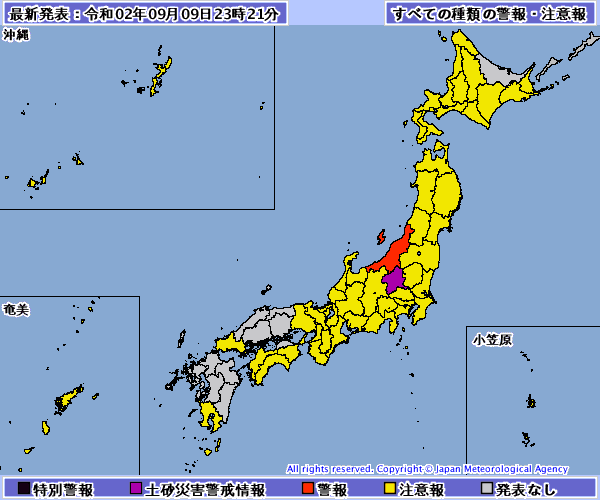 最新発表：令和02年09月09日23時21分
すべての種類の警報・注意報
沖縄
奄美
小笠原
All rights reserved. Copyright © Japan Meteorological Agency
特別警報
土砂災害警戒情報
警報
注意報
発表なし